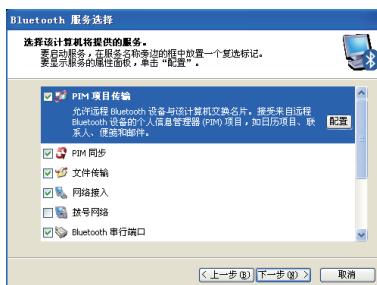 Bluetooth 服务选择
选择该计算机将提供的服务。
要启动服务，在服务名称旁边的框中放置一个复选标记。
要显示服务的属性面板，单击“配置”。
PIM 项目传输
允许远程 Bluetooth 设备与该计算机交换名片。接受来自远程
Bluetooth 设备的个人信息管理器 (PIM) 项目，如日历项目、联
系人、便笺和邮件。
配置
PIM 同步
文件传输
网络接入
拨号网络
Bluetooth 串行端口
< 上一步(B)
下一步(N) >
取消